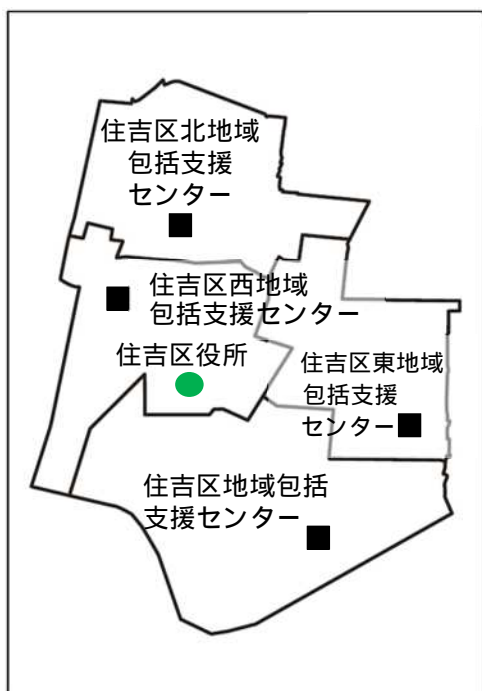 住吉区北地域
包括支援
センター
住吉区西地域
包括支援センター
住吉区役所
住吉区東地域
包括支援
センター
住吉区地域包括
支援センター